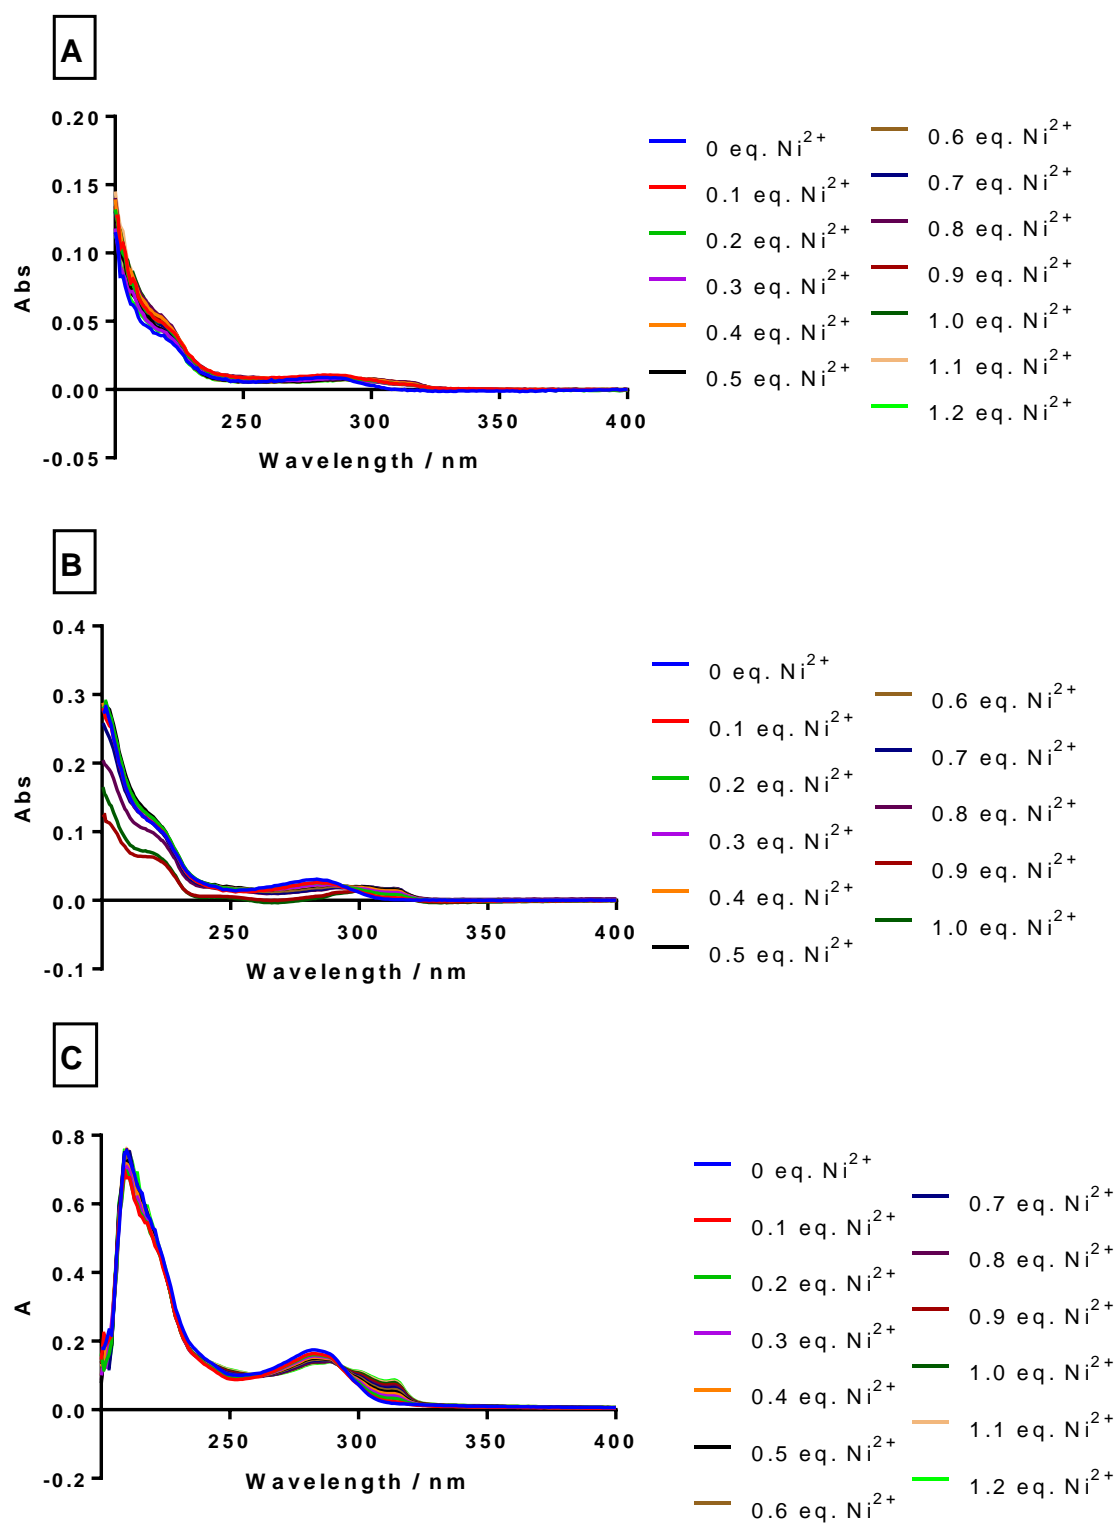 A
0.20
0.15
0.10
0.05
0.00
-0.05
250
300
350
400
Abs
Wavelength / nm
0 eq. Ni²⁺
0.1 eq. Ni²⁺
0.2 eq. Ni²⁺
0.3 eq. Ni²⁺
0.4 eq. Ni²⁺
0.5 eq. Ni²⁺
0.6 eq. Ni²⁺
0.7 eq. Ni²⁺
0.8 eq. Ni²⁺
0.9 eq. Ni²⁺
1.0 eq. Ni²⁺
1.1 eq. Ni²⁺
1.2 eq. Ni²⁺
B
0.4
0.3
0.2
0.1
0.0
-0.1
250
300
350
400
Abs
Wavelength / nm
0 eq. Ni²⁺
0.1 eq. Ni²⁺
0.2 eq. Ni²⁺
0.3 eq. Ni²⁺
0.4 eq. Ni²⁺
0.5 eq. Ni²⁺
0.6 eq. Ni²⁺
0.7 eq. Ni²⁺
0.8 eq. Ni²⁺
0.9 eq. Ni²⁺
1.0 eq. Ni²⁺
C
0.8
0.6
0.4
0.2
0.0
-0.2
250
300
350
400
A
Wavelength / nm
0 eq. Ni²⁺
0.1 eq. Ni²⁺
0.2 eq. Ni²⁺
0.3 eq. Ni²⁺
0.4 eq. Ni²⁺
0.5 eq. Ni²⁺
0.6 eq. Ni²⁺
0.7 eq. Ni²⁺
0.8 eq. Ni²⁺
0.9 eq. Ni²⁺
1.0 eq. Ni²⁺
1.1 eq. Ni²⁺
1.2 eq. Ni²⁺